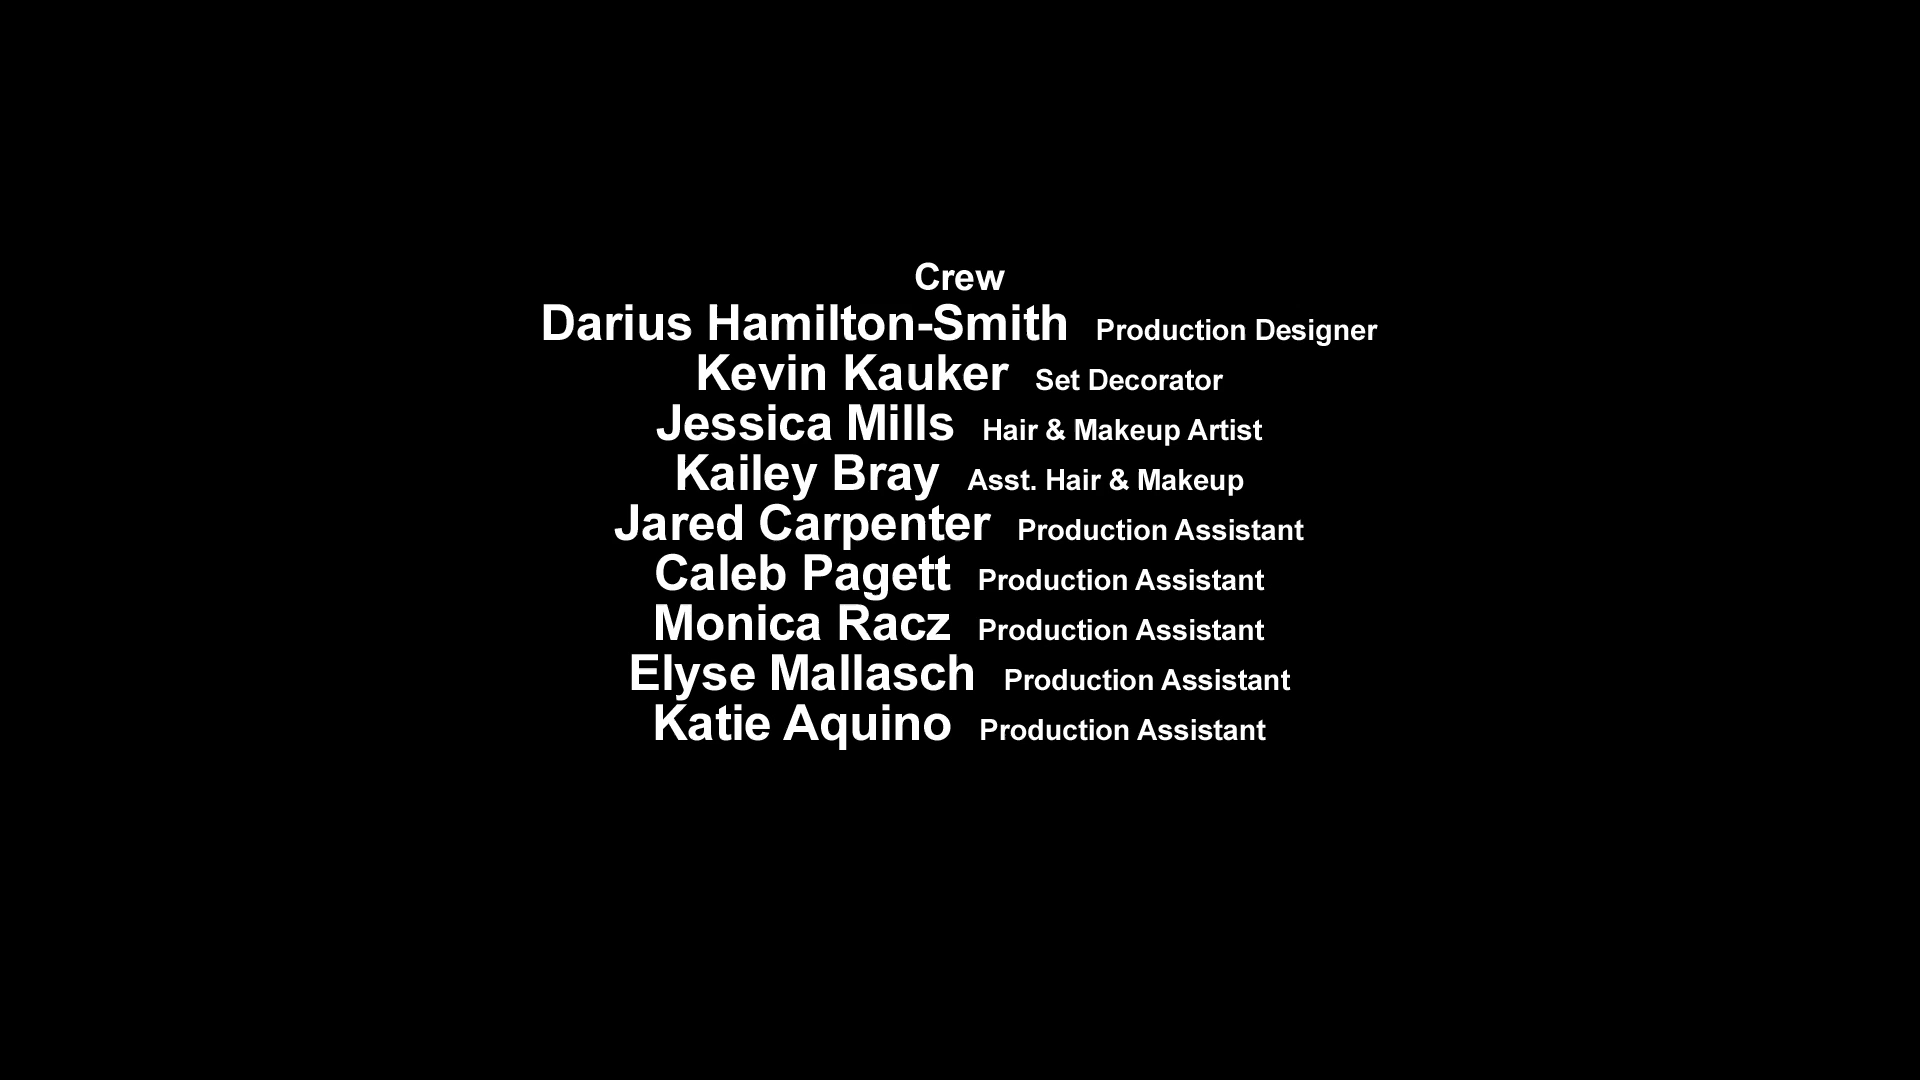 Crew
Darius Hamilton-Smith Production Designer
Kevin Kauker Set Decorator
Jessica Mills Hair & Makeup Artist
Kailey Bray Asst. Hair & Makeup
Jared Carpenter Production Assistant
Caleb Pagett Production Assistant
Monica Racz Production Assistant
Elyse Mallasch Production Assistant
Katie Aquino Production Assistant